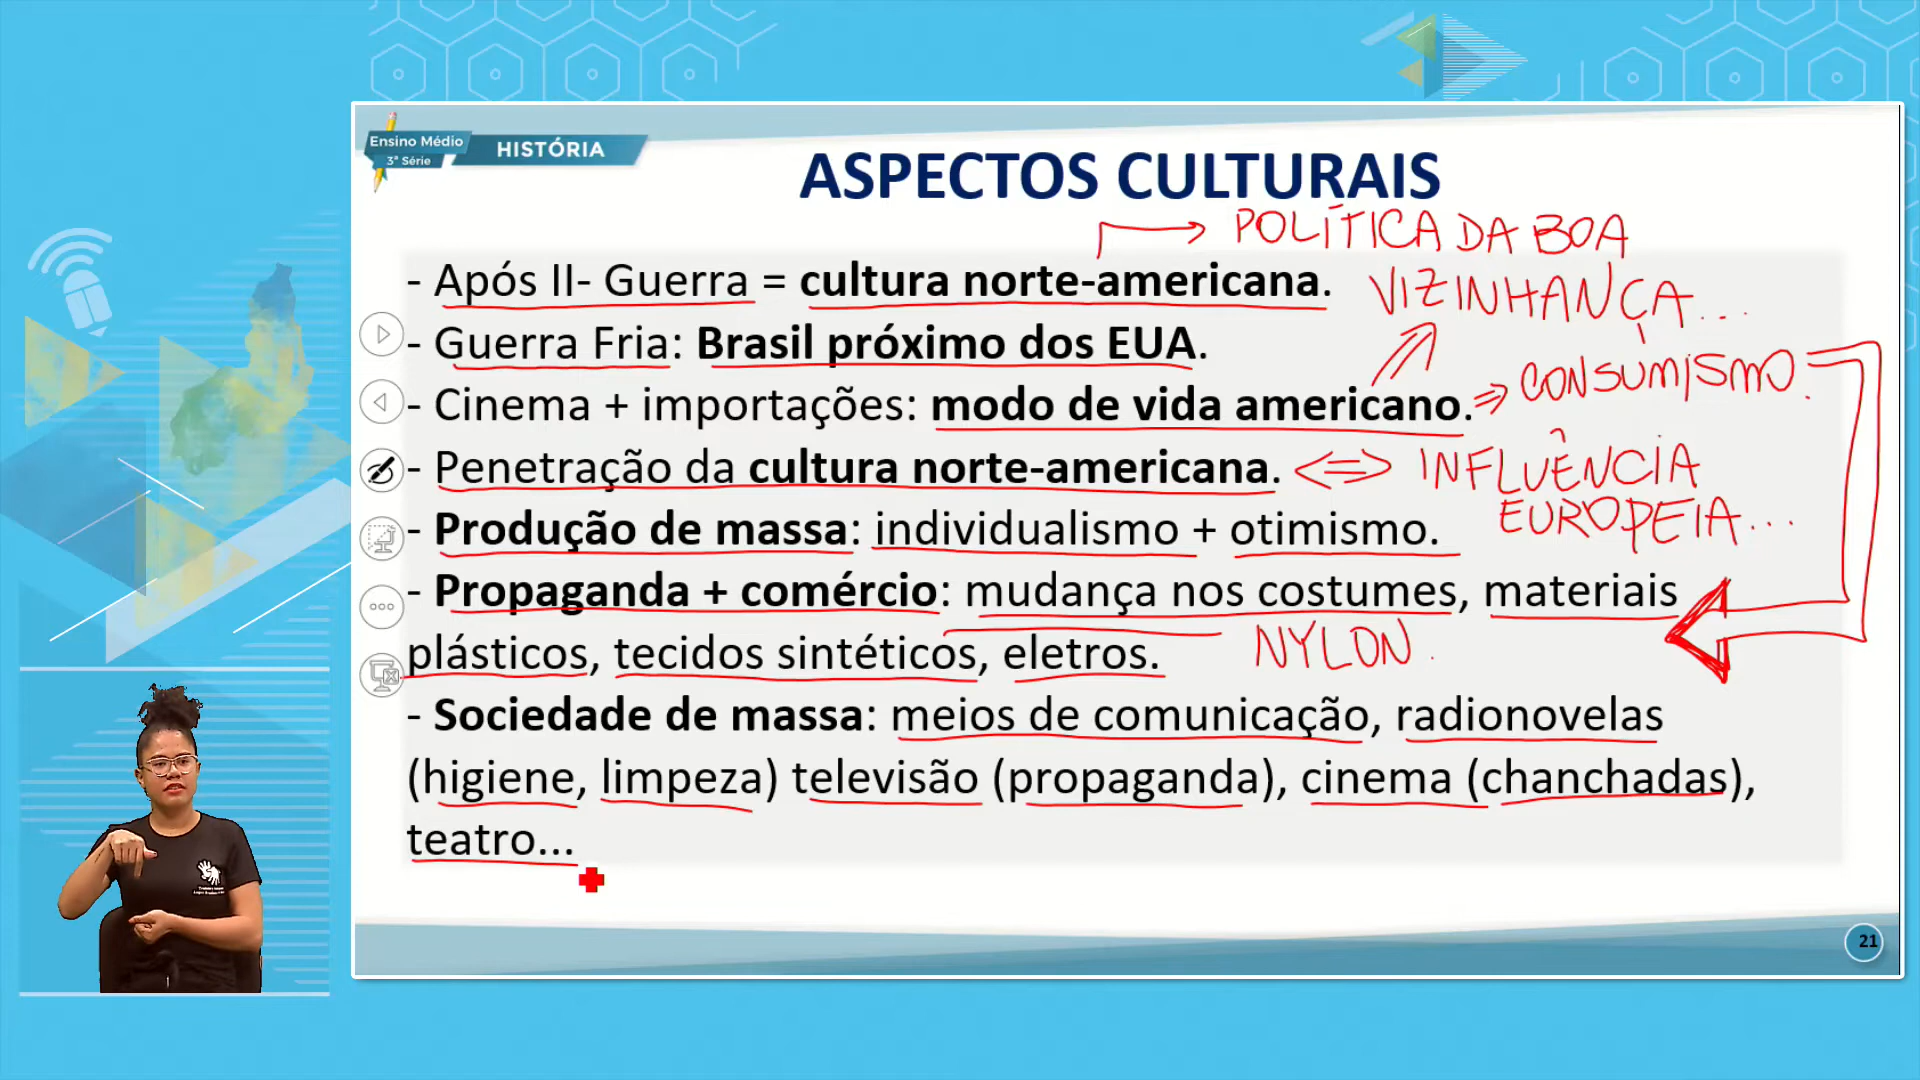 Ensino Médio
3ª Série
HISTÓRIA
ASPECTOS CULTURAIS
POLÍTICA DA BOA
- Após II- Guerra = cultura norte-americana.
VIZINHANÇA...
- Guerra Fria: Brasil próximo dos EUA.
CONSUMISMO.
- Cinema + importações: modo de vida americano.
- Penetração da cultura norte-americana.
INFLUÊNCIA
EUROPEIA...
- Produção de massa: individualismo + otimismo.
- Propaganda + comércio: mudança nos costumes, materiais
plásticos, tecidos sintéticos, eletros.
NYLON.
- Sociedade de massa: meios de comunicação, radionovelas
(higiene, limpeza) televisão (propaganda), cinema (chanchadas),
teatro...
21